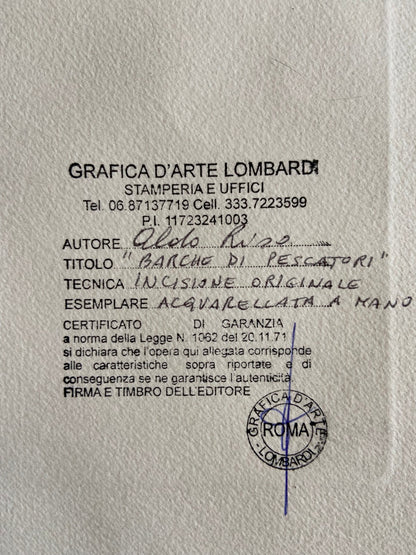 GRAFICA D'ARTE LOMBARDI
STAMPERIA E UFFICI
Tel. 06.87137719 Cell. 333.7223599
P.I. 11723241003
AUTORE Aldo Riso
TITOLO "BARCHE DI PESCATORI"
TECNICA INCISIONE ORIGINALE
ESEMPLARE ACQUARELLATA A MANO
CERTIFICATO DI GARANZIA
a norma della Legge N. 1062 del 20.11.71
si dichiara che l'opera qui allegata corrisponde
alle caratteristiche sopra riportate e di
conseguenza se ne garantisce l'autenticità.
FIRMA E TIMBRO DELL'EDITORE
GRAFICA D'ARTE
ROMA
LOMBARDI